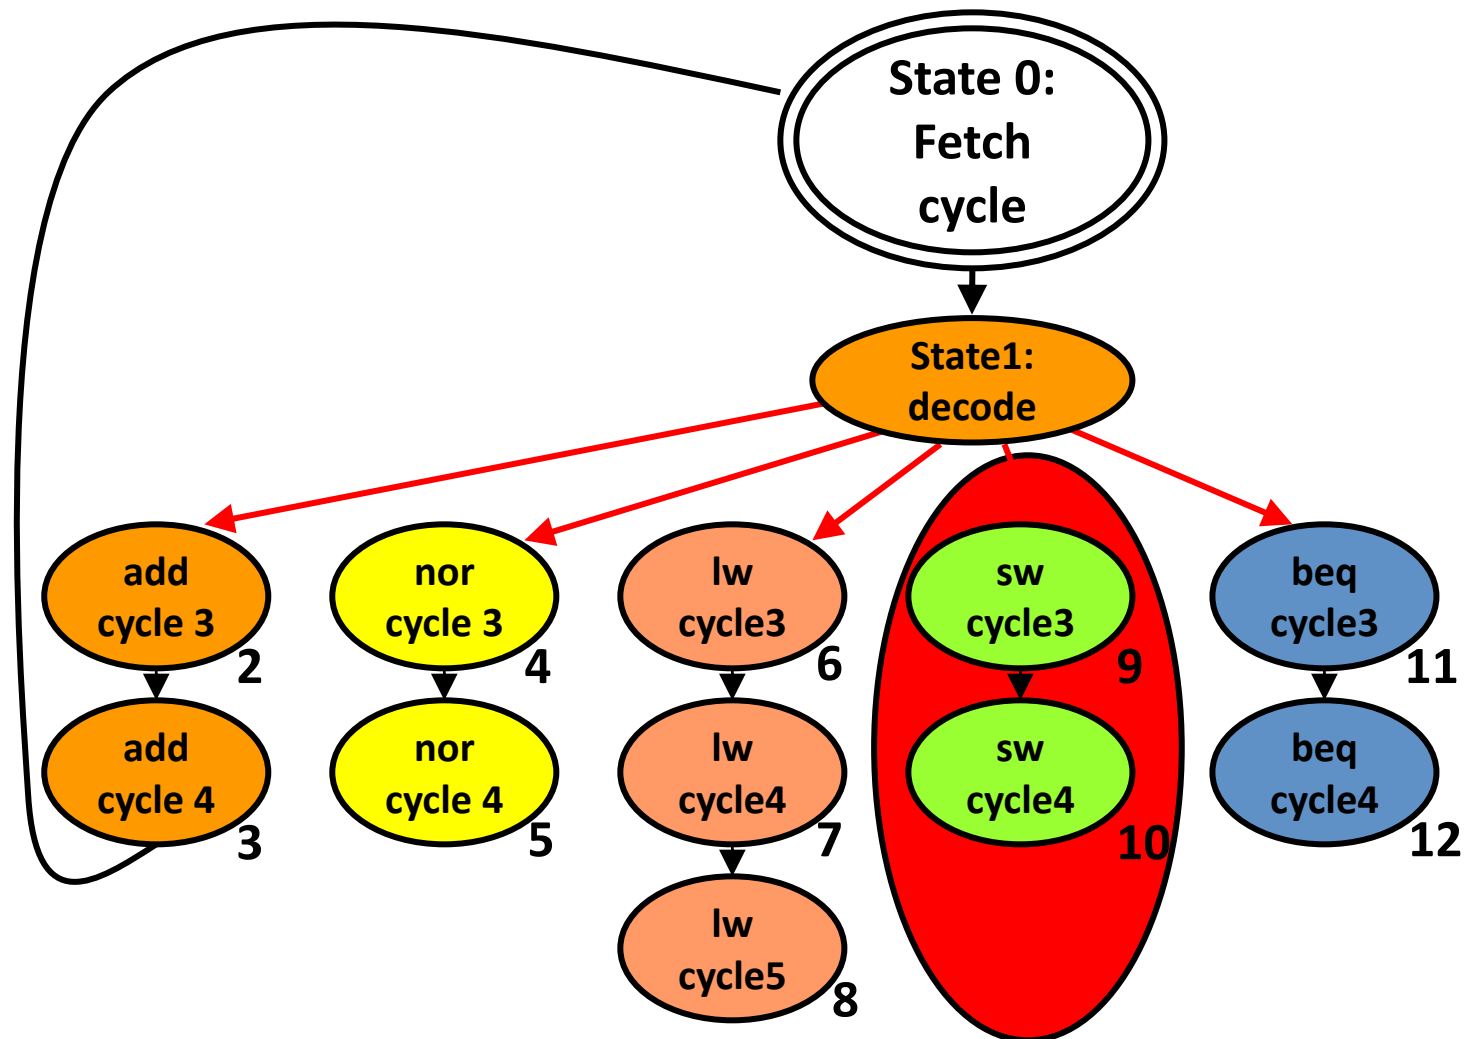 State 0:
Fetch
cycle
State1:
decode
add
cycle 3
2
nor
cycle 3
4
lw
cycle3
6
sw
cycle3
9
beq
cycle3
11
add
cycle 4
3
nor
cycle 4
5
lw
cycle4
7
sw
cycle4
10
beq
cycle4
12
lw
cycle5
8